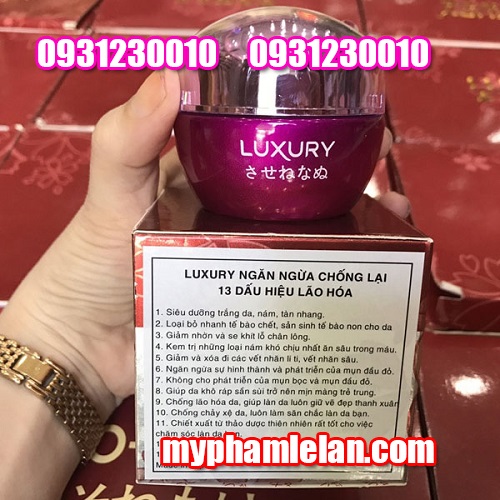 0931230010 0931230010
LUXURY
させねなぬ
LUXURY NGĂN NGỪA CHỐNG LẠI
13 DẤU HIỆU LÃO HÓA
1. Siêu dưỡng trắng da, nám, tàn nhang.
2. Loại bỏ nhanh tế bào chết, sản sinh tế bào non cho da
3. Giảm nhờn và se khít lỗ chân lông.
4. Kem trị những loại nám khó chịu nhất ăn sâu trong máu.
5. Giảm và xóa đi các vết nhăn li ti, vết nhăn sâu.
6. Ngăn ngừa sự hình thành và phát triển của mụn đầu đỏ.
7. Không cho phát triển của mụn bọc và mụn đầu đỏ.
8. Giúp da khô ráp sần sùi trở nên mịn màng trẻ trung.
9. Chống lão hóa da, giúp làn da luôn giữ vẽ đẹp thanh xuân
10. Chống chảy xệ da, luôn làm săn chắc làn da bạn.
11. Chiết xuất từ thảo dược thiên nhiên rất tốt cho việc
chăm sóc làn da
myphamlelan.com
Made in